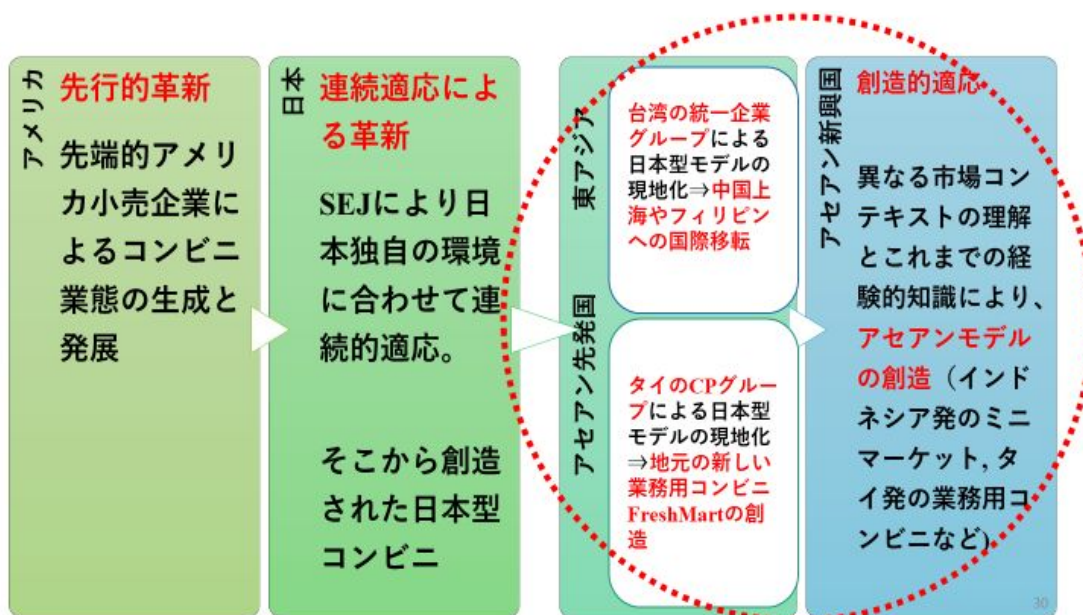 アメリカ
先行的革新
先端的アメリ
カ小売企業に
よるコンビニ
業態の生成と
発展
日本
連続適応によ
る革新
SEJにより日
本独自の環境
に合わせて連
続的適応。
そこから創造
された日本型
コンビニ
東アジア
台湾の統一企業
グループによる
日本型モデルの
現地化⇒中国上
海やフィリピン
への国際移転
アセアン先発国
タイのCPグルー
プによる日本型
モデルの現地化
⇒地元の新しい
業務用コンビニ
FreshMartの創
造
アセアン新興国
創造的適応
異なる市場コン
テキストの理解
とこれまでの経
験的知識により、
アセアンモデル
の創造（インド
ネシア発のミニ
マーケット, タ
イ発の業務用コ
ンビニなど)
30